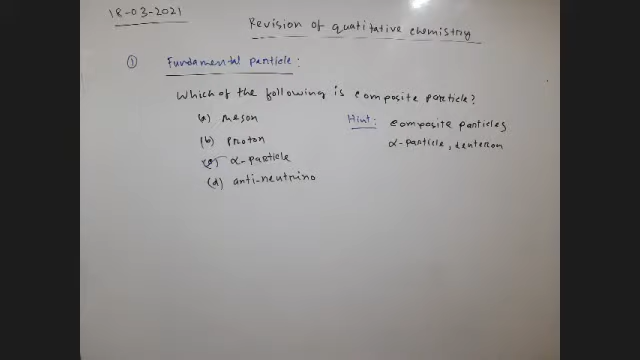 18-03-2021
Revision of quatitative chemistry
① Fundamental particle:
Which of the following is composite particle?
(a) Meson
(b) Proton
(c) α-particle
(d) anti-neutrino
Hint: composite particles
α-particle, deuteron